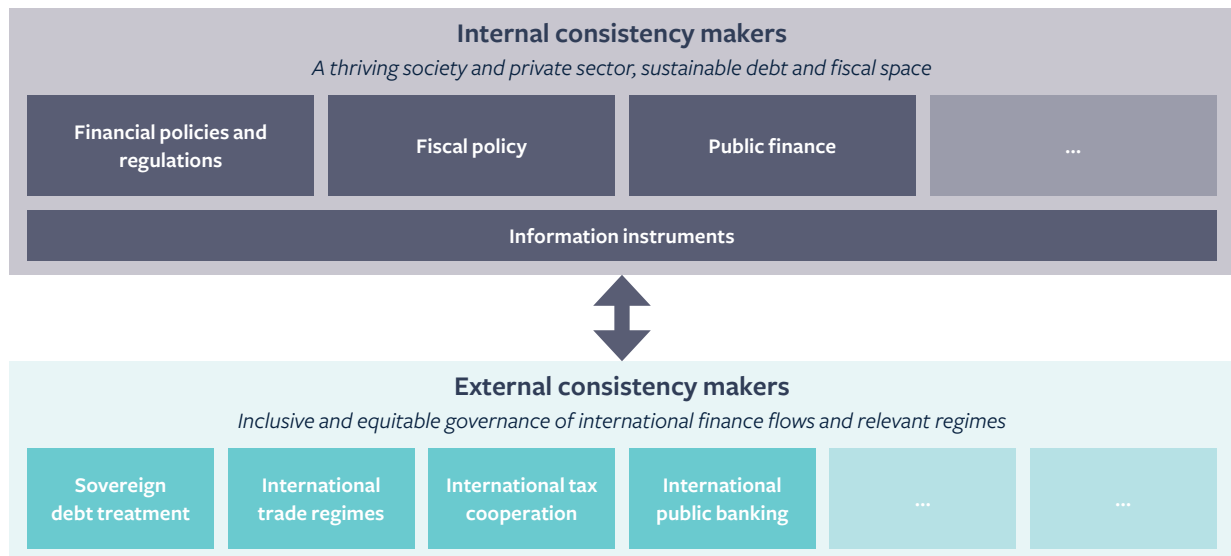 Internal consistency makers
A thriving society and private sector, sustainable debt and fiscal space
Financial policies and
regulations
Fiscal policy
Public finance
...
Information instruments
External consistency makers
Inclusive and equitable governance of international finance flows and relevant regimes
Sovereign
debt treatment
International
trade regimes
International tax
cooperation
International
public banking
...
...